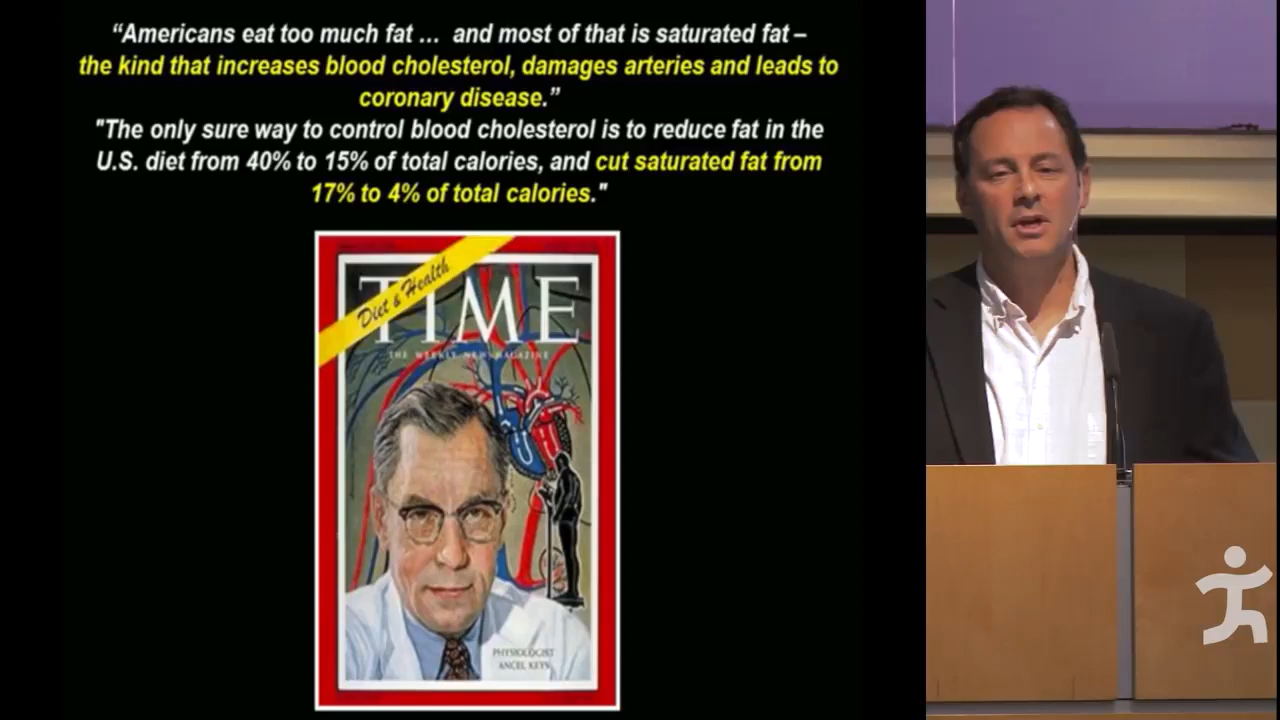 “Americans eat too much fat … and most of that is saturated fat –
the kind that increases blood cholesterol, damages arteries and leads to
coronary disease.”
"The only sure way to control blood cholesterol is to reduce fat in the
U.S. diet from 40% to 15% of total calories, and cut saturated fat from
17% to 4% of total calories."
Diet & Health
TIME
THE WEEKLY NEWSMAGAZINE
PHYSIOLOGIST
ANCEL KEYS